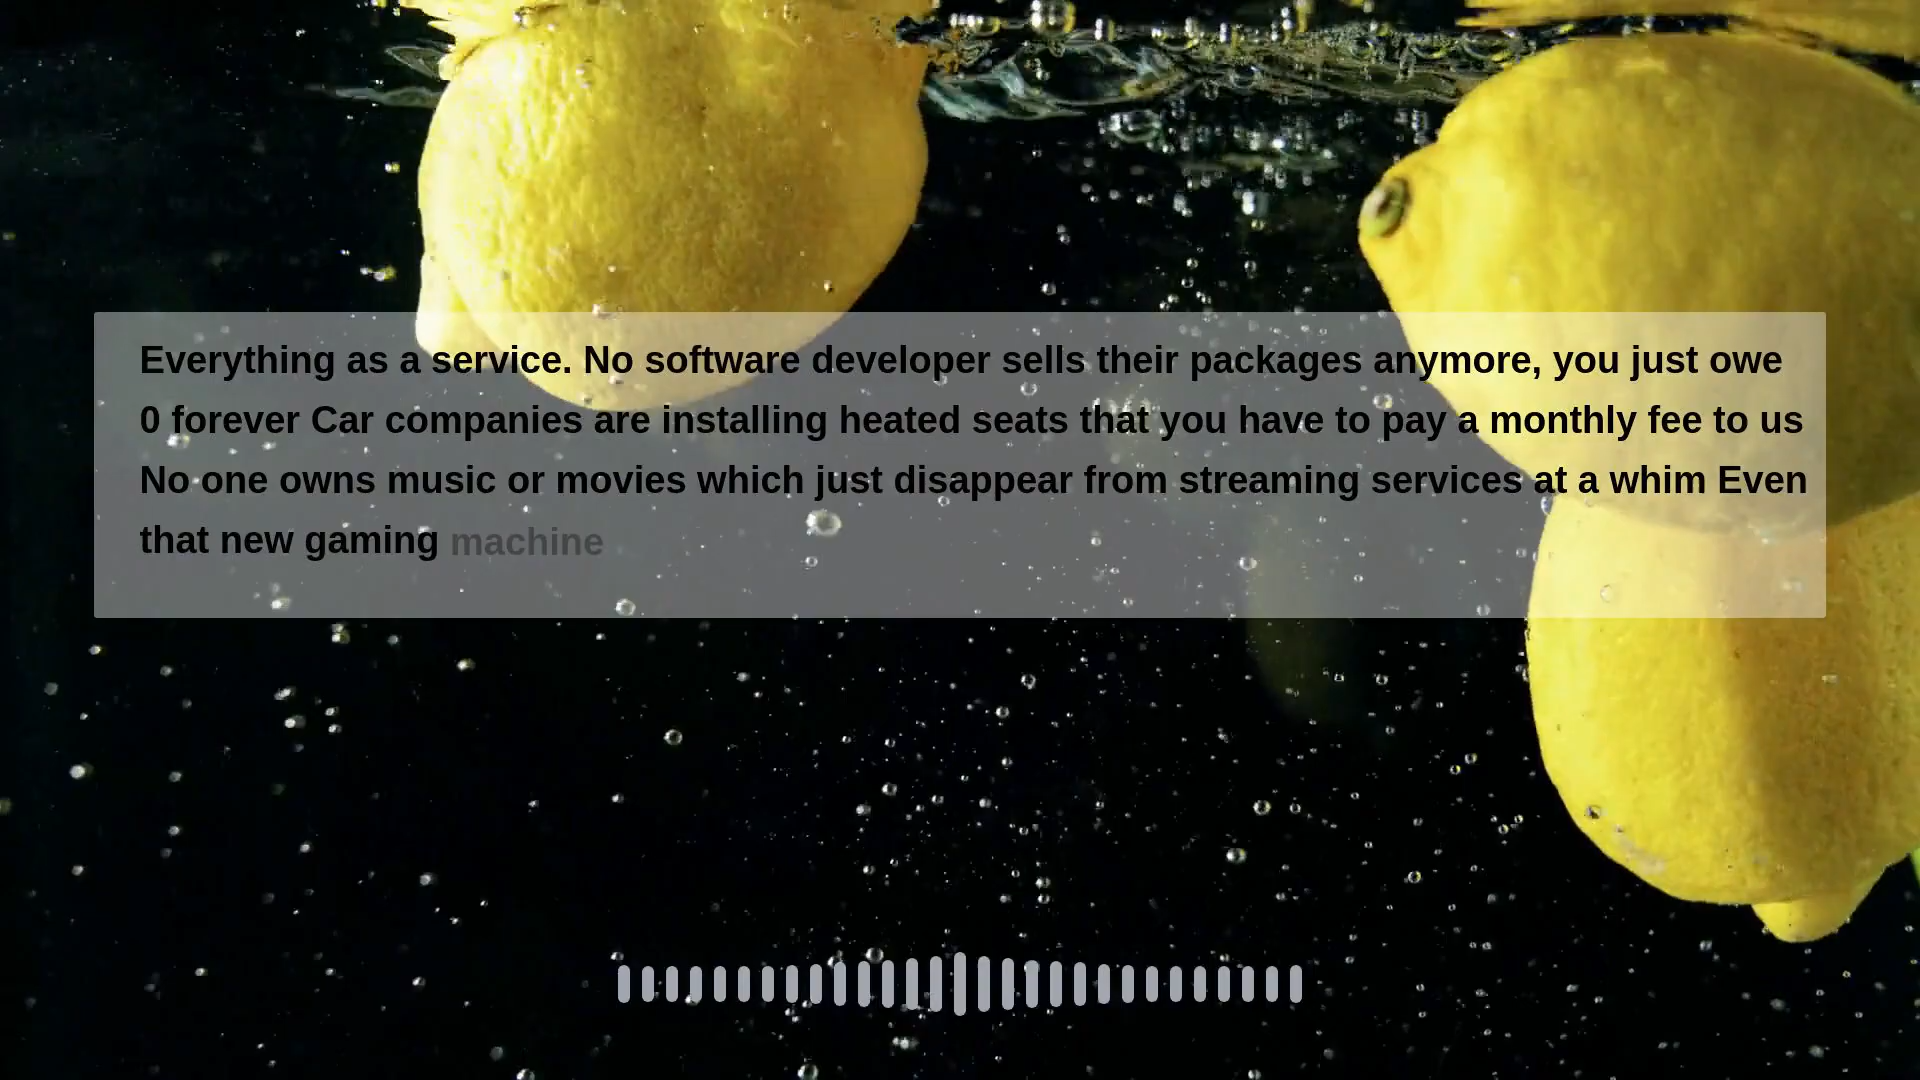 Everything as a service. No software developer sells their packages anymore, you just owe
0 forever Car companies are installing heated seats that you have to pay a monthly fee to us
No one owns music or movies which just disappear from streaming services at a whim Even
that new gaming machine